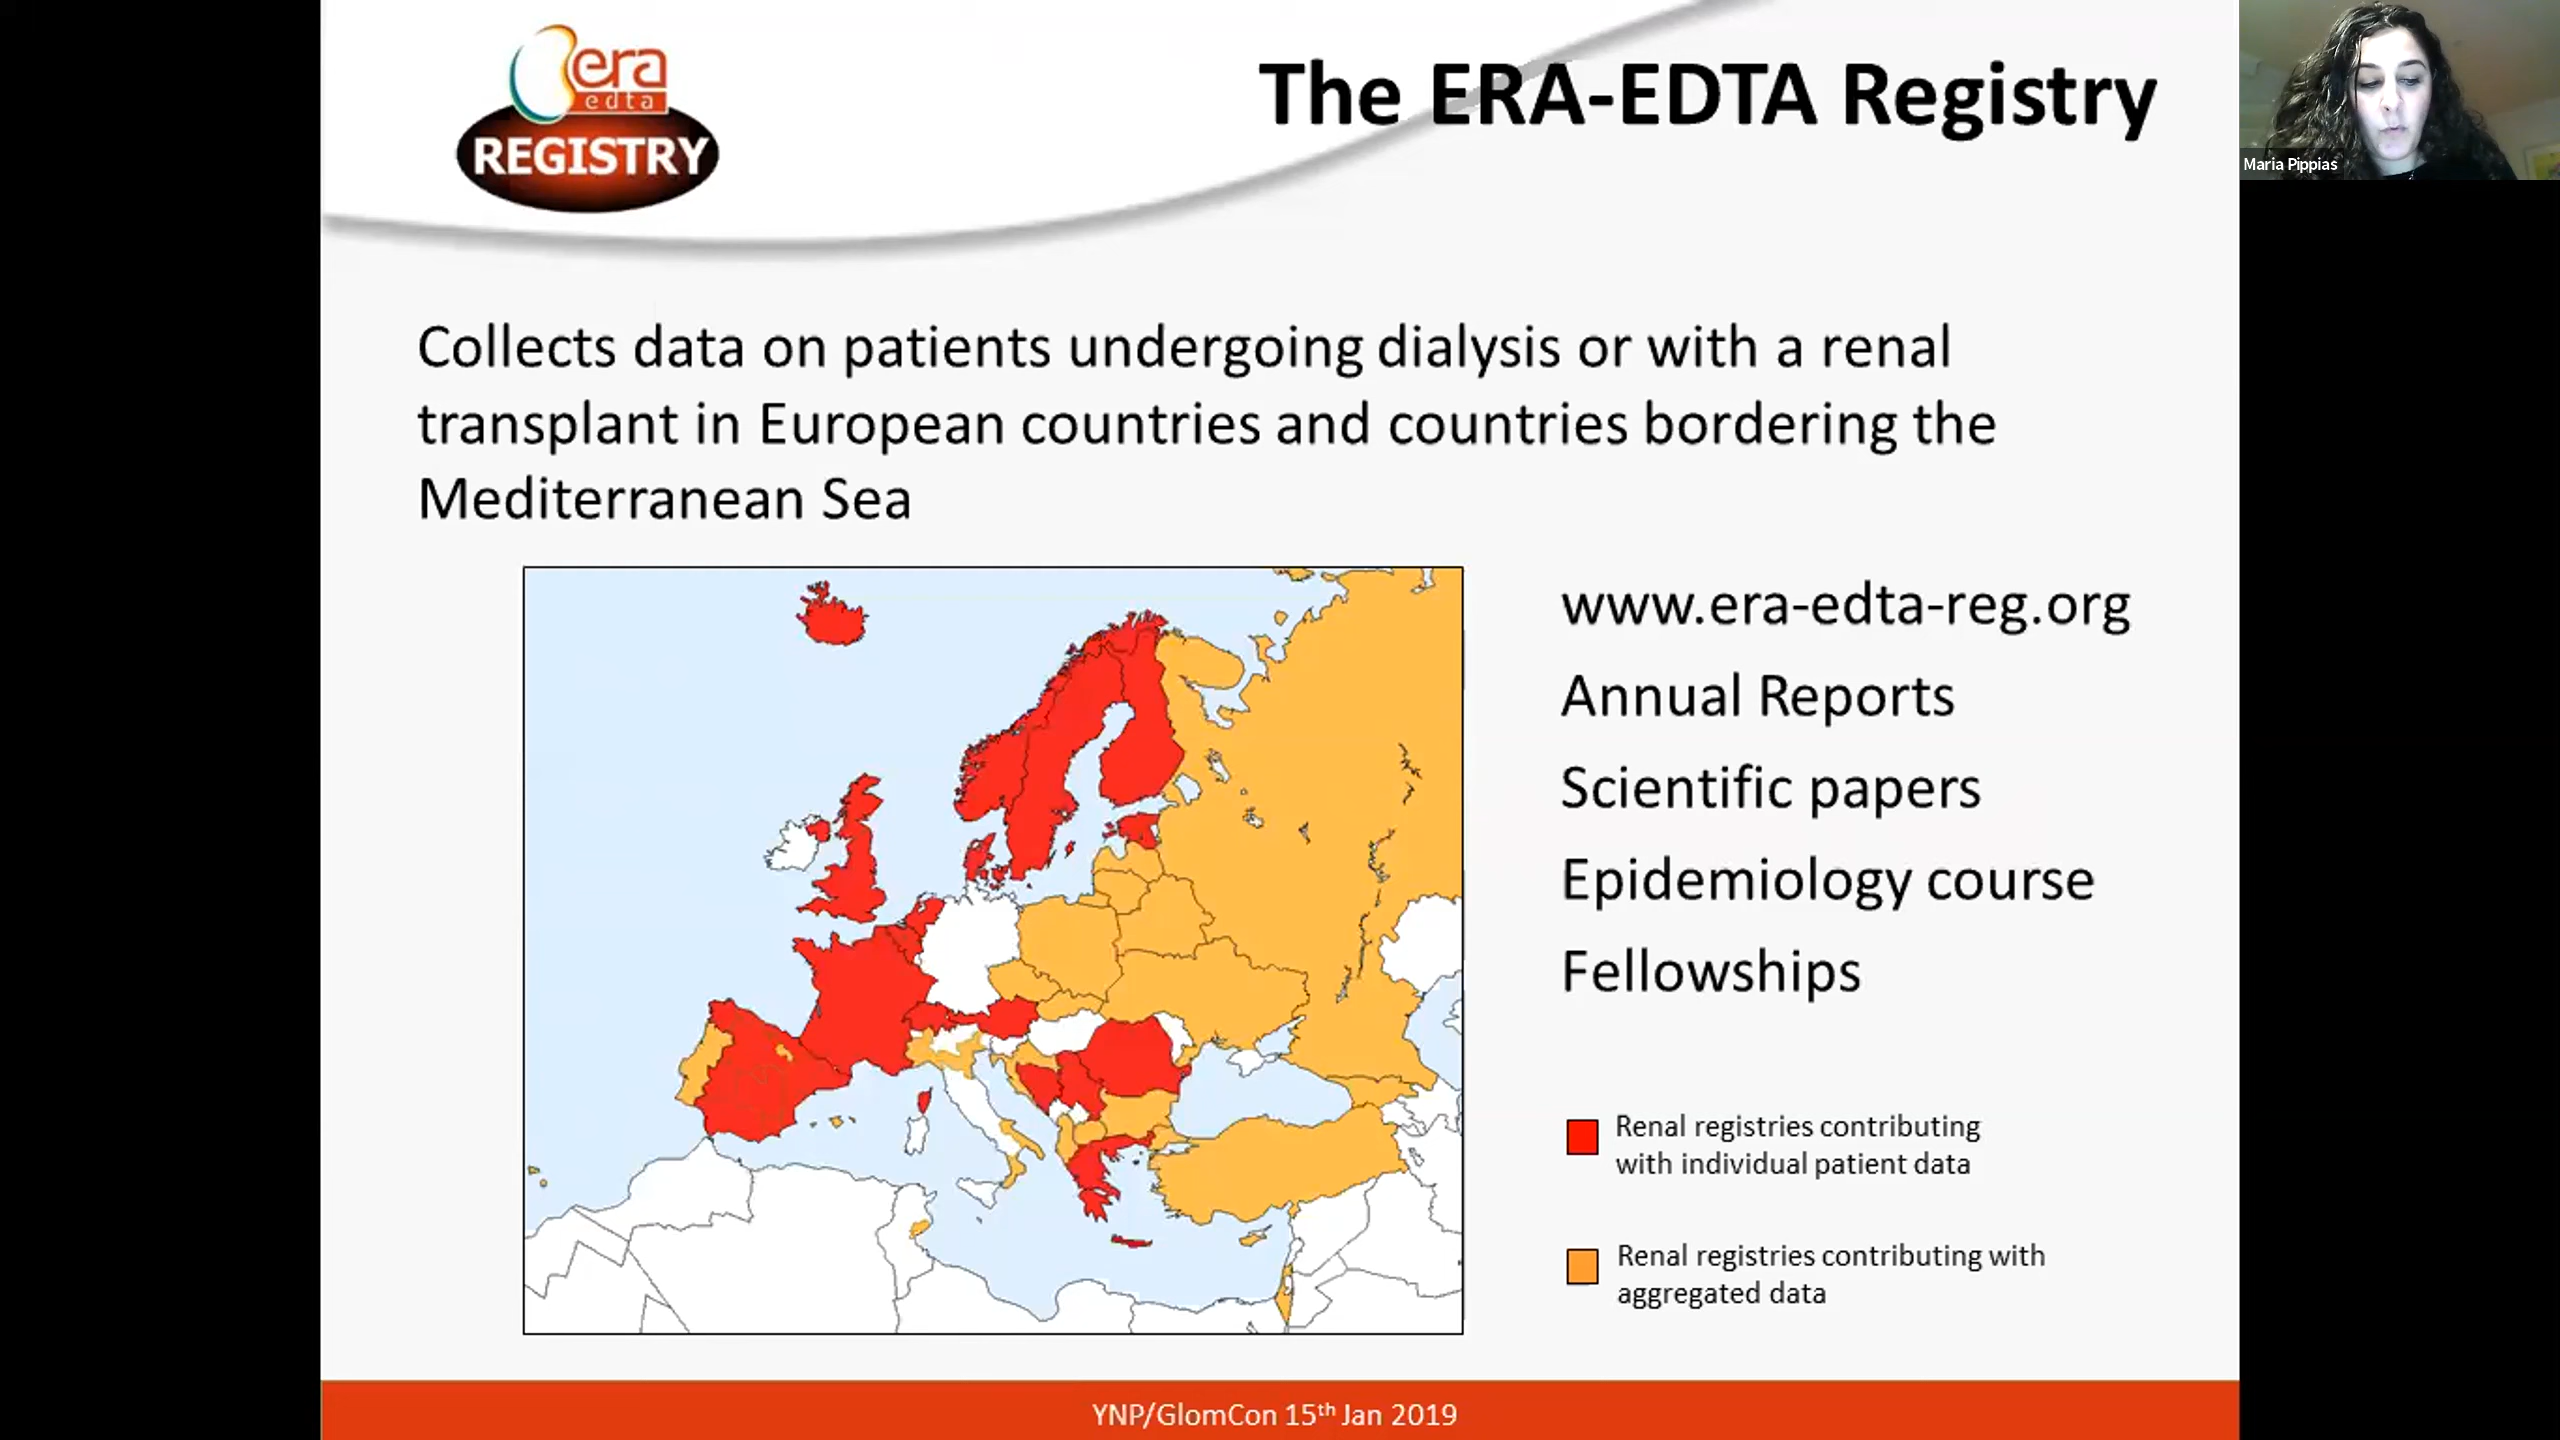 era
edta
REGISTRY
The ERA-EDTA Registry
Maria Pippias
Collects data on patients undergoing dialysis or with a renal
transplant in European countries and countries bordering the
Mediterranean Sea
www.era-edta-reg.org
Annual Reports
Scientific papers
Epidemiology course
Fellowships
Renal registries contributing
with individual patient data
Renal registries contributing with
aggregated data
YNP/GlomCon 15th Jan 2019